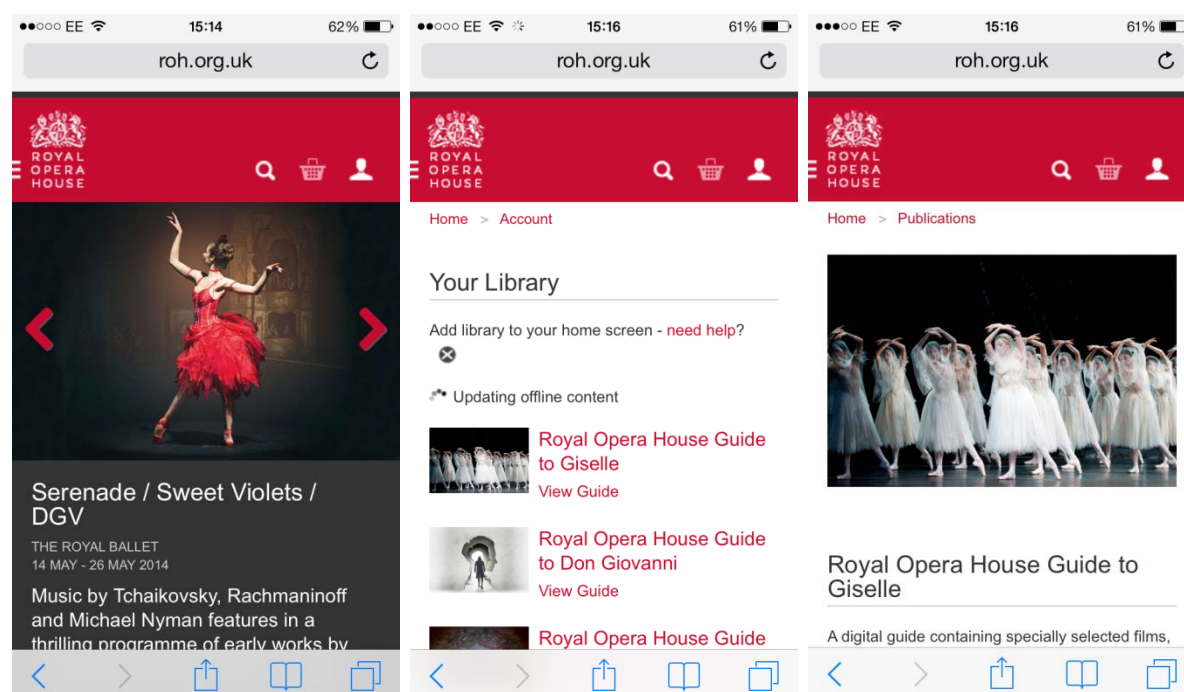 EE 15:14 62%
roh.org.uk
ROYAL
OPERA
HOUSE
Serenade / Sweet Violets /
DGV
THE ROYAL BALLET
14 MAY - 26 MAY 2014
Music by Tchaikovsky, Rachmaninoff
and Michael Nyman features in a
thrilling programme of early works by
EE 15:16 61%
roh.org.uk
ROYAL
OPERA
HOUSE
Home > Account
Your Library
Add library to your home screen - need help?
Updating offline content
Royal Opera House Guide
to Giselle
View Guide
Royal Opera House Guide
to Don Giovanni
View Guide
Royal Opera House Guide
EE 15:16 61%
roh.org.uk
ROYAL
OPERA
HOUSE
Home > Publications
Royal Opera House Guide to
Giselle
A digital guide containing specially selected films,